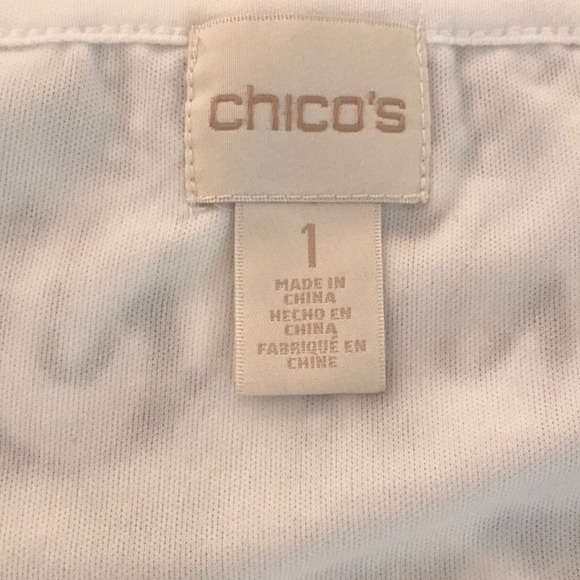 chico's
1
MADE IN
CHINA
HECHO EN
CHINA
FABRIQUÉ EN
CHINE